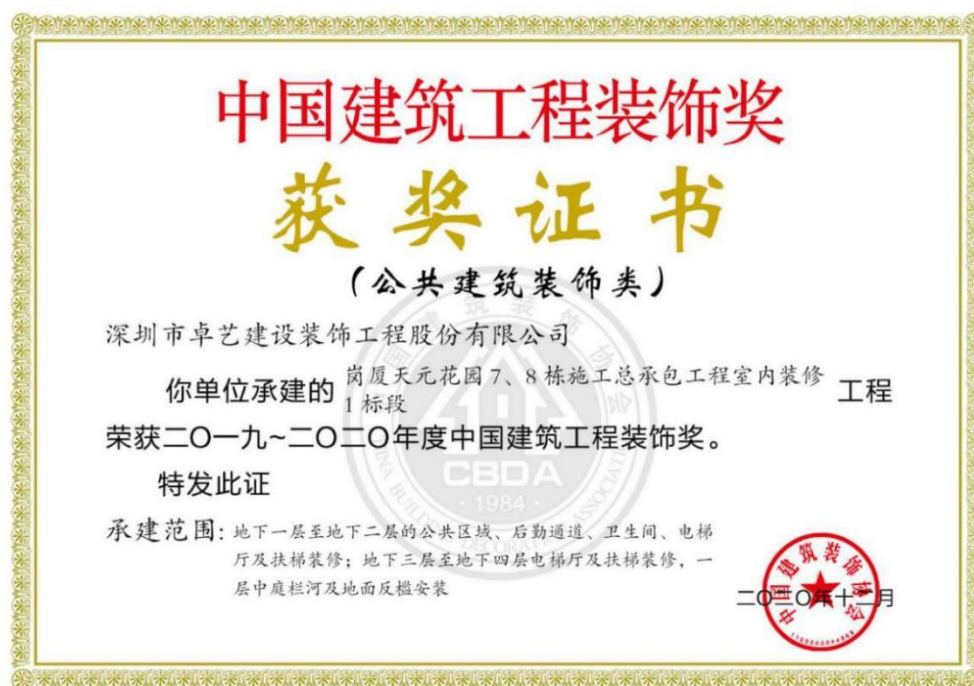 中国建筑工程装饰奖
获奖证书
(公共建筑装饰类)
深圳市卓艺建设装饰工程股份有限公司
你单位承建的 岗厦天元花园7、8栋施工总承包工程室内装修 工程
1标段
荣获二〇一九~二〇二〇年度中国建筑工程装饰奖。
特发此证
承建范围:地下一层至地下二层的公共区域、后勤通道、卫生间、电梯
厅及扶梯装修;地下三层至地下四层电梯厅及扶梯装修,一
层中庭栏河及地面反槛安装
二〇二〇年十二月
中国建筑装饰协会
CBDA
·1984·